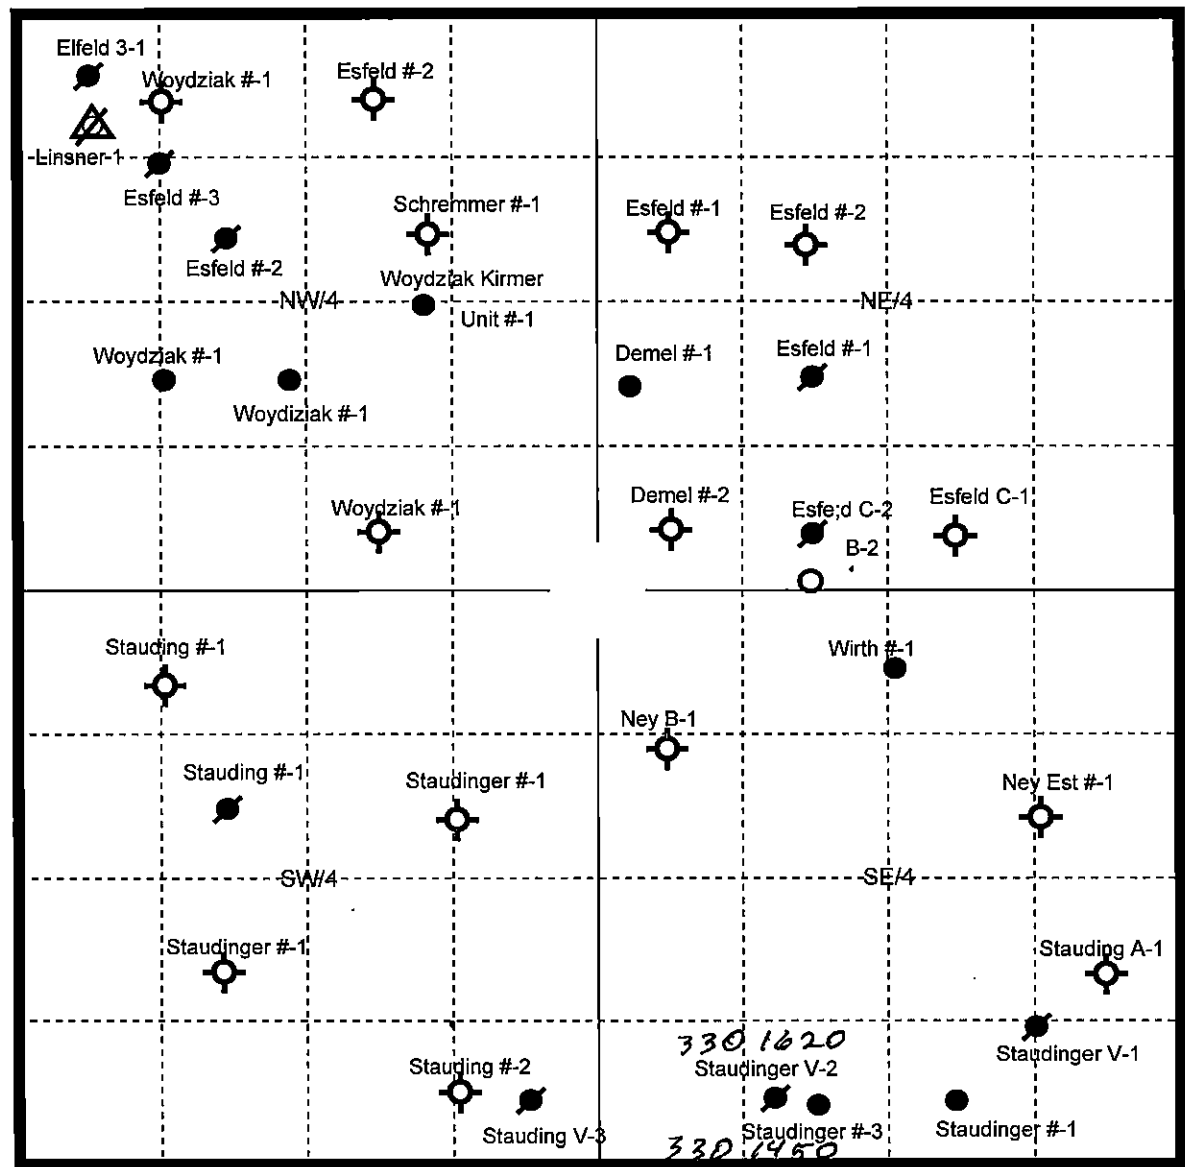 Elfeld 3-1
Woydziak #-1
Esfeld #-2
Linsner-1
Esfeld #-3
Schremmer #-1
Esfeld #-1
Esfeld #-2
Esfeld #-2
Woydziak Kirmer
NW/4
NE/4
Unit #-1
Woydziak #-1
Demel #-1
Esfeld #-1
Woydiziak #-1
Woydziak #-1
Demel #-2
Esfe;d C-2
Esfeld C-1
B-2
Stauding #-1
Wirth #-1
Ney B-1
Stauding #-1
Staudinger #-1
Ney Est #-1
SW/4
SE/4
Staudinger #-1
Stauding A-1
330 1620
Staudinger V-1
Stauding #-2
Staudinger V-2
Stauding V-3
Staudinger #-3
Staudinger #-1
330 1450